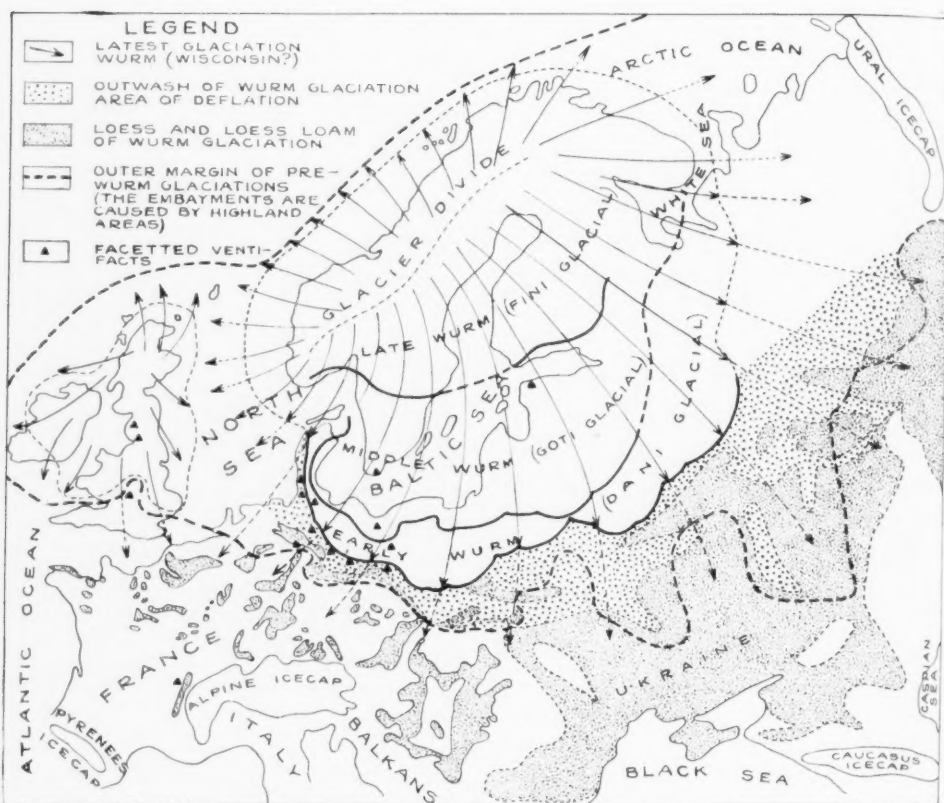 LEGEND
LATEST GLACIATION
WURM (WISCONSIN?)
OUTWASH OF WURM GLACIATION
AREA OF DEFLATION
LOESS AND LOESS LOAM
OF WURM GLACIATION
OUTER MARGIN OF PRE-
WURM GLACIATIONS
(THE EMBAYMENTS ARE
CAUSED BY HIGHLAND
AREAS)
FACETTED VENTI-
FACTS
ARCTIC OCEAN
URAL ICECAP
WHITE SEA
GLACIER DIVIDE
LATE WURM (FINI GLACIAL)
NORTH
SEA
BALTIC SEA
MIDDLE WURM (GOTI GLACIAL)
(DANI GLACIAL)
EARLY WURM
ATLANTIC OCEAN
FRANCE
ALPINE ICECAP
PYRENEES
ICECAP
ITALY
BALKANS
UKRAINE
BLACK SEA
CASPIAN
SEA
CAUCASUS
ICECAP